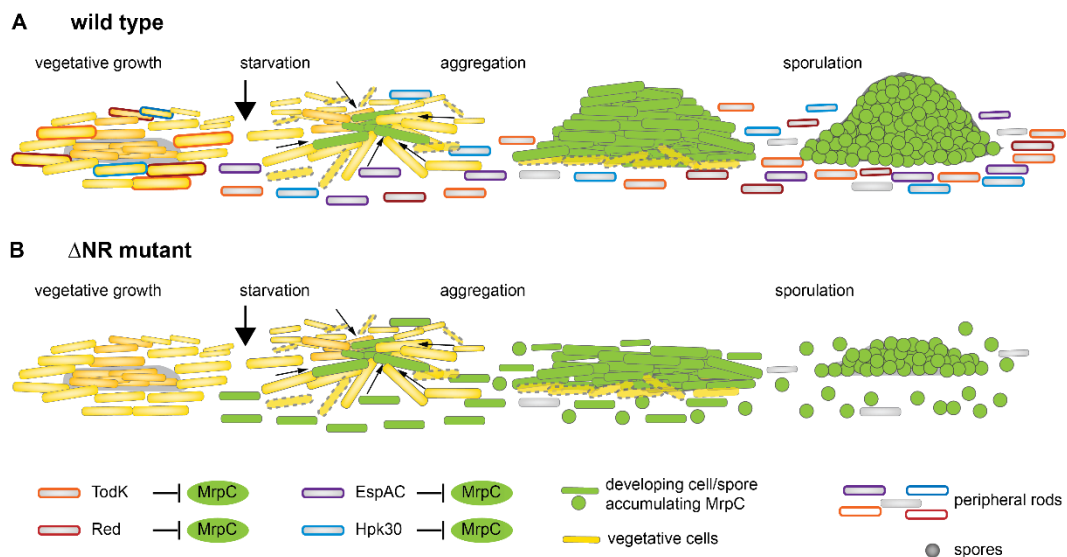 A wild type
vegetative growth starvation aggregation sporulation
B ΔNR mutant
vegetative growth starvation aggregation sporulation
TodK MrpC EspAC MrpC developing cell/spore
accumulating MrpC peripheral rods
Red MrpC Hpk30 MrpC vegetative cells
spores